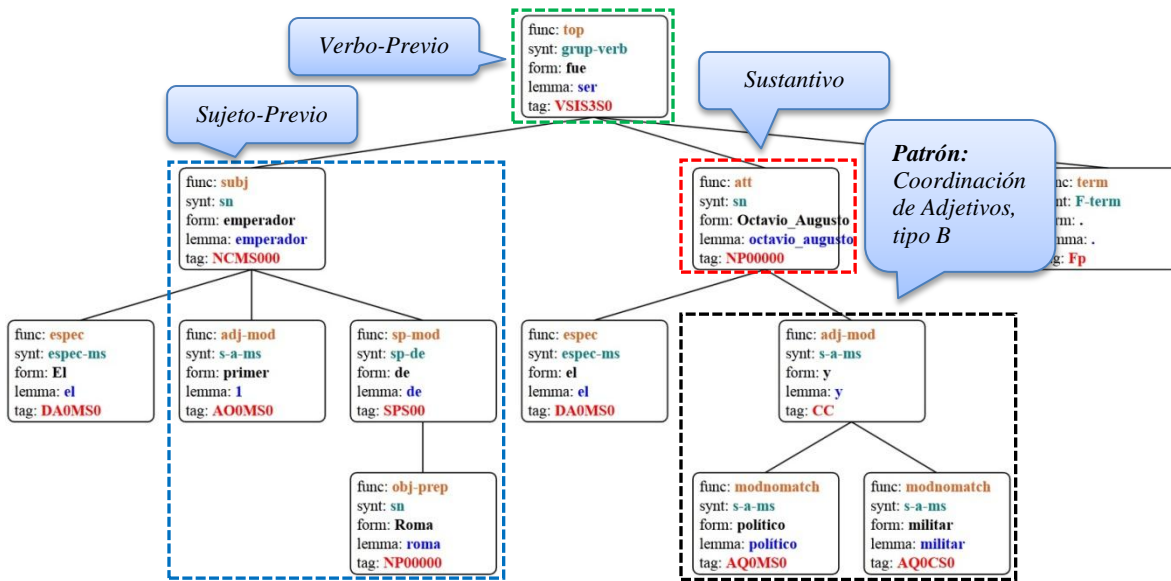 Verbo-Previo
func: top
synt: grup-verb
form: fue
lemma: ser
tag: VSIS3S0
Sustantivo
Sujeto-Previo
Patrón:
Coordinación
de Adjetivos,
tipo B
func: subj
synt: sn
form: emperador
lemma: emperador
tag: NCMS000
func: att
synt: sn
form: Octavio_Augusto
lemma: octavio_augusto
tag: NP00000
unc: term
nt: F-term
rm: .
emma: .
g: Fp
func: espec
synt: espec-ms
form: El
lemma: el
tag: DA0MS0
func: adj-mod
synt: s-a-ms
form: primer
lemma: 1
tag: AO0MS0
func: sp-mod
synt: sp-de
form: de
lemma: de
tag: SPS00
func: espec
synt: espec-ms
form: el
lemma: el
tag: DA0MS0
func: adj-mod
synt: s-a-ms
form: y
lemma: y
tag: CC
func: obj-prep
synt: sn
form: Roma
lemma: roma
tag: NP00000
func: modnomatch
synt: s-a-ms
form: político
lemma: político
tag: AQ0MS0
func: modnomatch
synt: s-a-ms
form: militar
lemma: militar
tag: AQ0CS0